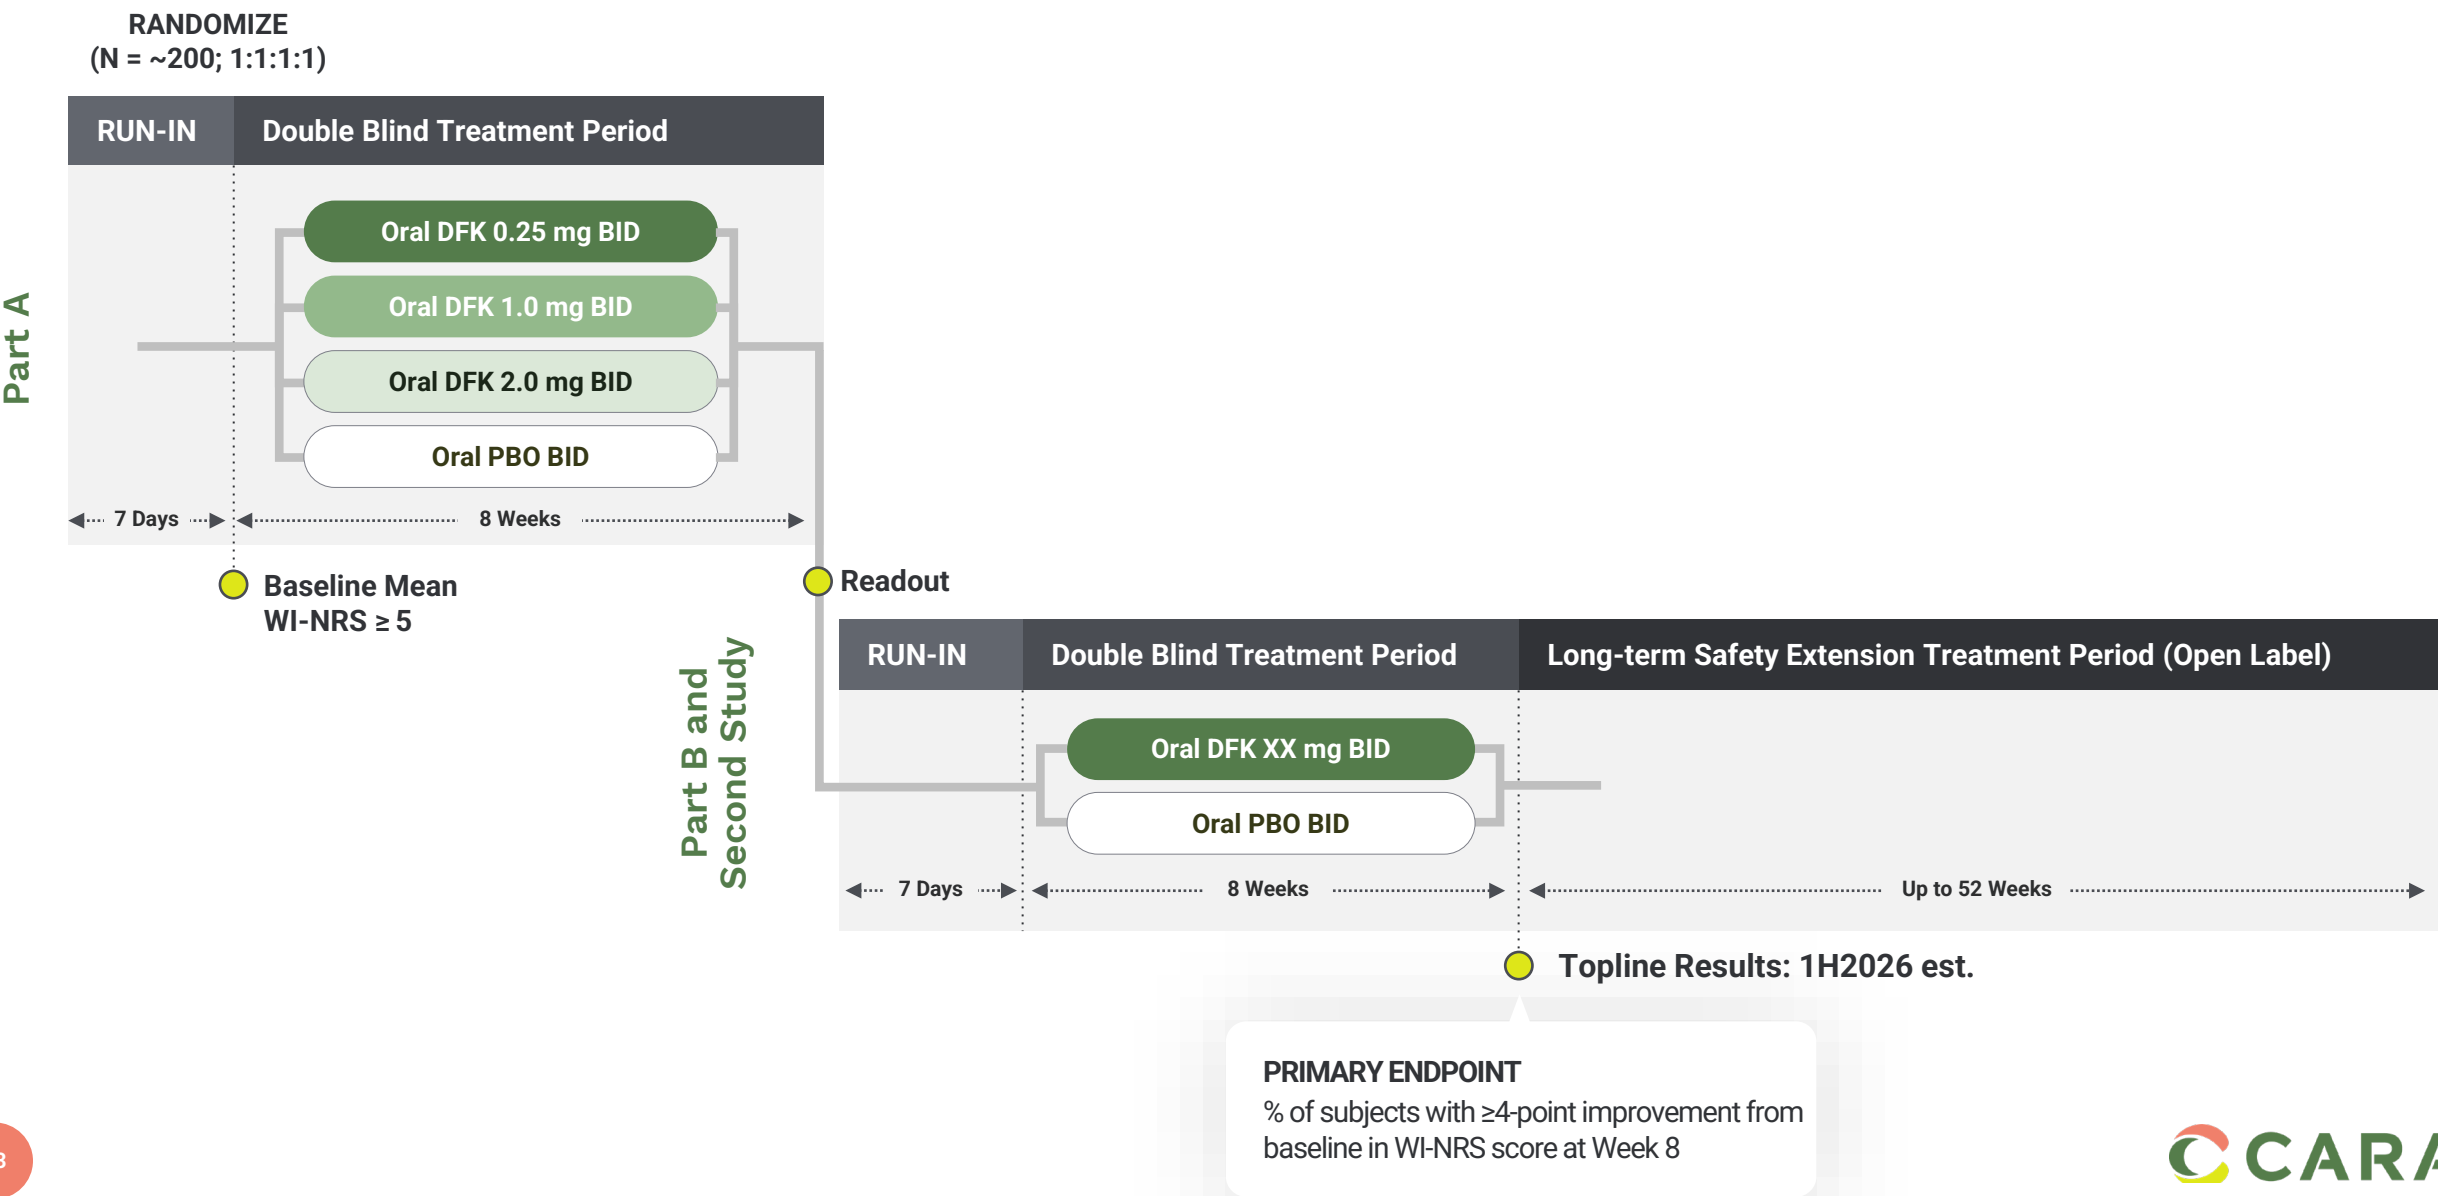 RANDOMIZE
(N = ~200; 1:1:1:1)
RUN-IN
Double Blind Treatment Period
Part A
Oral DFK 0.25 mg BID
Oral DFK 1.0 mg BID
Oral DFK 2.0 mg BID
Oral PBO BID
7 Days
8 Weeks
Baseline Mean
WI-NRS ≥ 5
Readout
Part B and
Second Study
RUN-IN
Double Blind Treatment Period
Long-term Safety Extension Treatment Period (Open Label)
Oral DFK XX mg BID
Oral PBO BID
7 Days
8 Weeks
Up to 52 Weeks
Topline Results: 1H2026 est.
PRIMARY ENDPOINT
% of subjects with ≥4-point improvement from
baseline in WI-NRS score at Week 8
CARA